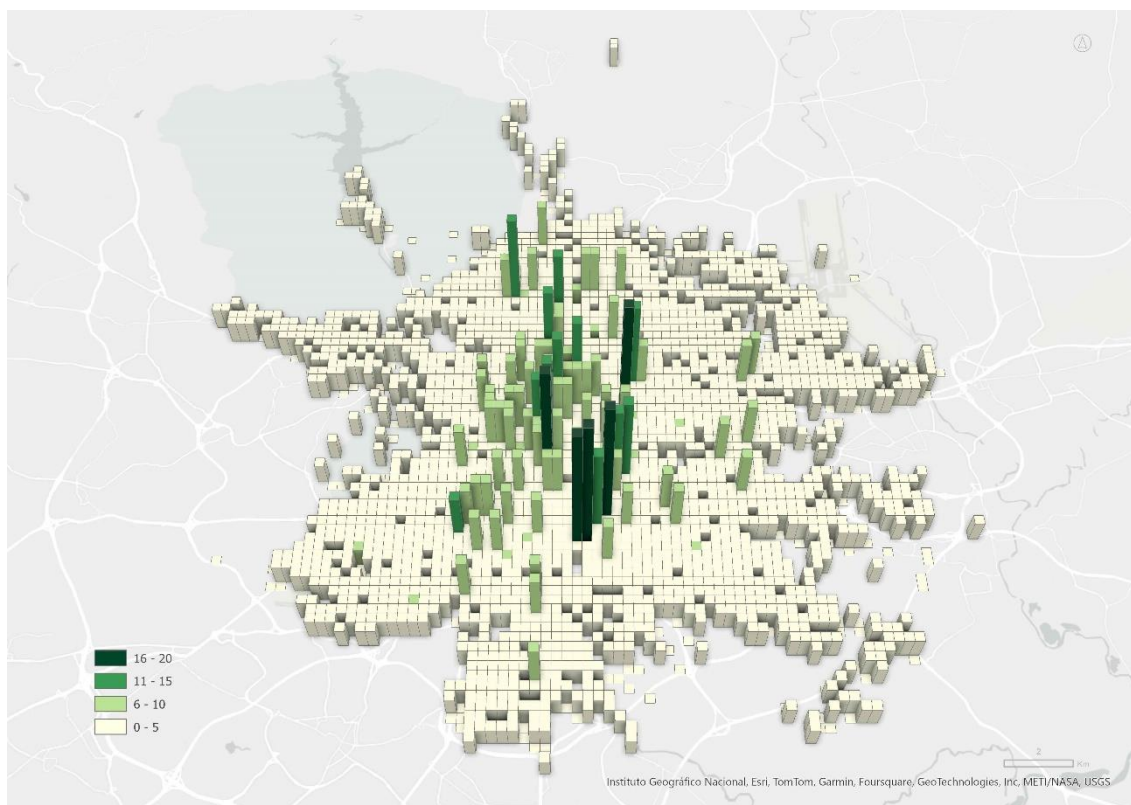 16 - 20
11 - 15
6 - 10
0 - 5
2
Km
Instituto Geográfico Nacional, Esri, TomTom, Garmin, Foursquare, GeoTechnologies, Inc, METI/NASA, USGS